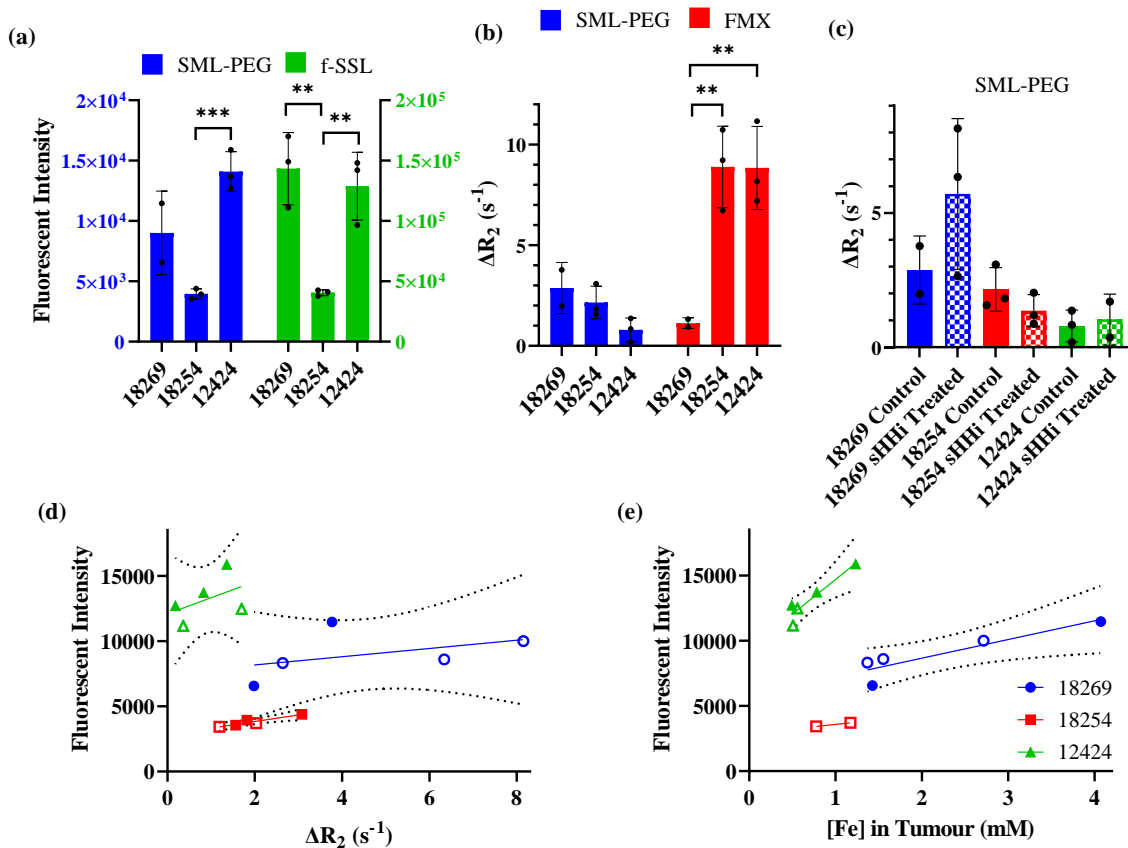 (a)
SML-PEG f-SSL
Fluorescent Intensity
2×10⁴
1.5×10⁴
1×10⁴
5×10³
0
*** ** **
2×10⁵
1.5×10⁵
1×10⁵
5×10⁴
0
18269 18254 12424 18269 18254 12424
(b)
SML-PEG FMX
ΔR₂ (s⁻¹)
10
5
0
**
**
18269 18254 12424 18269 18254 12424
(c)
SML-PEG
ΔR₂ (s⁻¹)
5
0
18269 Control
18269 sHHi Treated
18254 Control
18254 sHHi Treated
12424 Control
12424 sHHi Treated
(d)
Fluorescent Intensity
15000
10000
5000
0
0 2 4 6 8
ΔR₂ (s⁻¹)
(e)
Fluorescent Intensity
15000
10000
5000
0
18269
18254
12424
0 1 2 3 4
[Fe] in Tumour (mM)